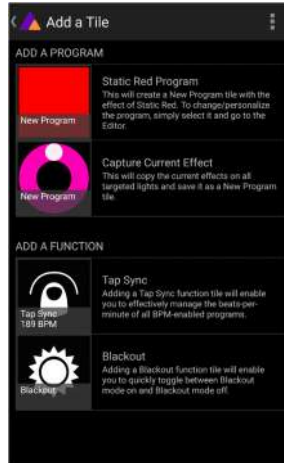 Add a Tile
ADD A PROGRAM
New Program
Static Red Program
This will create a New Program tile with the
effect of Static Red. To change/personalize
the program, simply select it and go to the
Editor.
New Program
Capture Current Effect
This will copy the current effects on all
targeted lights and save it as a New Program
tile.
ADD A FUNCTION
Tap Sync
189 BPM
Tap Sync
Adding a Tap Sync function tile will enable
you to effectively manage the beats-per-
minute of all BPM-enabled programs.
Blackout
Blackout
Adding a Blackout function tile will enable
you to quickly toggle between Blackout
mode on and Blackout mode off.